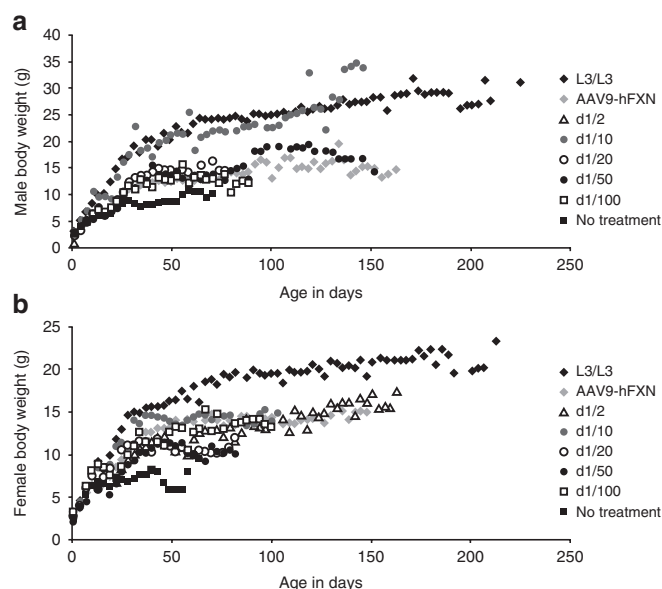 a
Male body weight (g)
40
35
30
25
20
15
10
5
0
0 50 100 150 200 250
Age in days
L3/L3
AAV9-hFXN
d1/2
d1/10
d1/20
d1/50
d1/100
No treatment
b
Female body weight (g)
25
20
15
10
5
0
0 50 100 150 200 250
Age in days
L3/L3
AAV9-hFXN
d1/2
d1/10
d1/20
d1/50
d1/100
No treatment